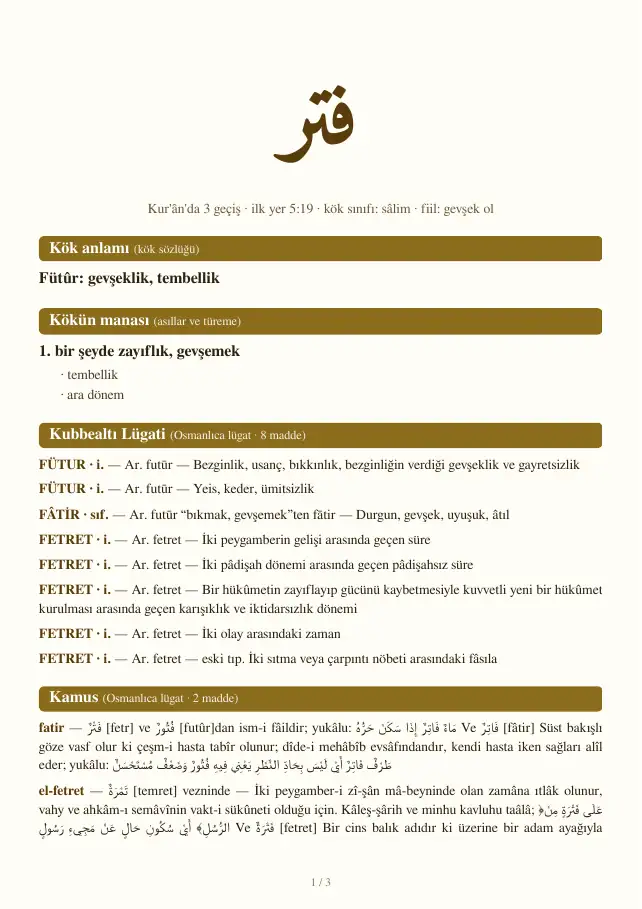 فتر
Kur'ân'da 3 geçiş · ilk yer 5:19 · kök sınıfı: sâlim · fiil: gevşek ol
Kök anlamı (kök sözlüğü)
Fütûr: gevşeklik, tembellik
Kökün manası (asıllar ve türeme)
1. bir şeyde zayıflık, gevşemek
· tembellik
· ara dönem
Kubbealtı Lügati (Osmanlıca lügat · 8 madde)
FÜTUR · i. — Ar. futūr — Bezginlik, usanç, bıkkınlık, bezginliğin verdiği gevşeklik ve gayretsizlik
FÜTUR · i. — Ar. futūr — Yeis, keder, ümitsizlik
FÂTİR · sıf. — Ar. futūr “bıkmak, gevşemek”ten fātir — Durgun, gevşek, uyuşuk, âtıl
FETRET · i. — Ar. fetret — İki peygamberin gelişi arasında geçen süre
FETRET · i. — Ar. fetret — İki pâdişah dönemi arasında geçen pâdişahsız süre
FETRET · i. — Ar. fetret — Bir hükûmetin zayıflayıp gücünü kaybetmesiyle kuvvetli yeni bir hükûmet
kurulması arasında geçen karışıklık ve iktidarsızlık dönemi
FETRET · i. — Ar. fetret — İki olay arasındaki zaman
FETRET · i. — Ar. fetret — eski tıp. İki sıtma veya çarpıntı nöbeti arasındaki fâsıla
Kamus (Osmanlıca lügat · 2 madde)
fatir — فَتْرٌ [fetr] ve فُتُورٌ [futûr]dan ism-i fâildir; yukâlu: مَاءٌ فَاتِرٌ إِذَا سَكَنَ حَرُّهُ Ve فَاتِرٌ [fâtir] Süst bakışlı
göze vasf olur ki çeşm-i hasta tabîr olunur; dîde-i mehâbîb evsâfındandır, kendi hasta iken sağları alîl
eder; yukâlu: طَرْفٌ فَاتِرٌ أَيْ لَيْسَ بِحَادِّ النَّظَرِ يَعْنِي فِيهِ فُتُورٌ وَضَعْفٌ مُسْتَحْسَنٌ
el-fetret — تَمْرَةٌ [temret] vezninde — İki peygamber-i zî-şân mâ-beyninde olan zamâna ıtlâk olunur,
vahy ve ahkâm-ı semâvînin vakt-i sükûneti olduğu için. Kâleş-şârih ve minhu kavluhu taâlâ; ﴿عَلَى فَتْرَةٍ مِنَ
الرُّسُلِ﴾ أَيْ سُكُونِ حَالٍ عَنْ مَجِيءِ رَسُولٍ Ve فَتْرَةٌ [fetret] Bir cins balık adıdır ki üzerine bir adam ayağıyla
1 / 3